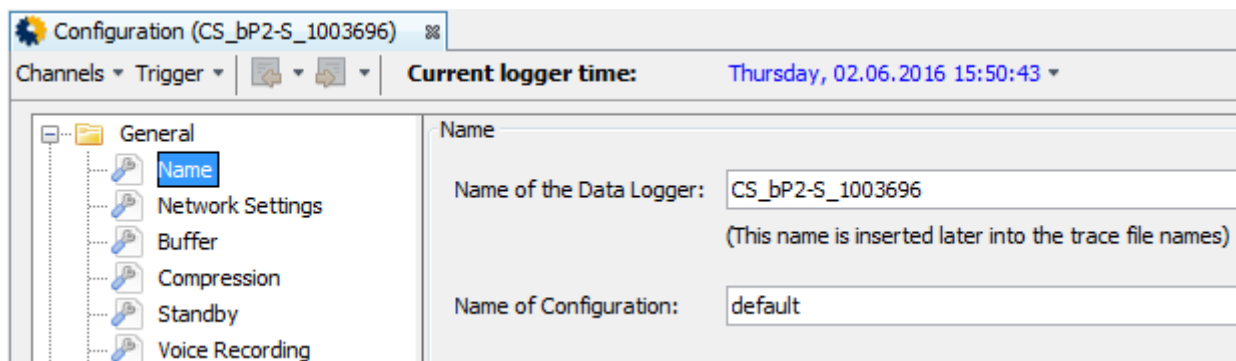 Configuration (CS_bP2-S_1003696)
Channels Trigger Current logger time: Thursday, 02.06.2016 15:50:43
General
Name
Network Settings
Buffer
Compression
Standby
Voice Recording
Name
Name of the Data Logger: CS_bP2-S_1003696
(This name is inserted later into the trace file names)
Name of Configuration: default